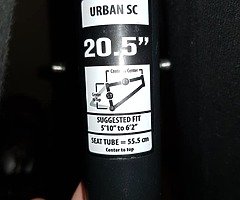 URBAN SC
20.5"
Center to Center
SUGGESTED FIT
5'10" to 6'2"
SEAT TUBE = 55.5 cm
Center to top